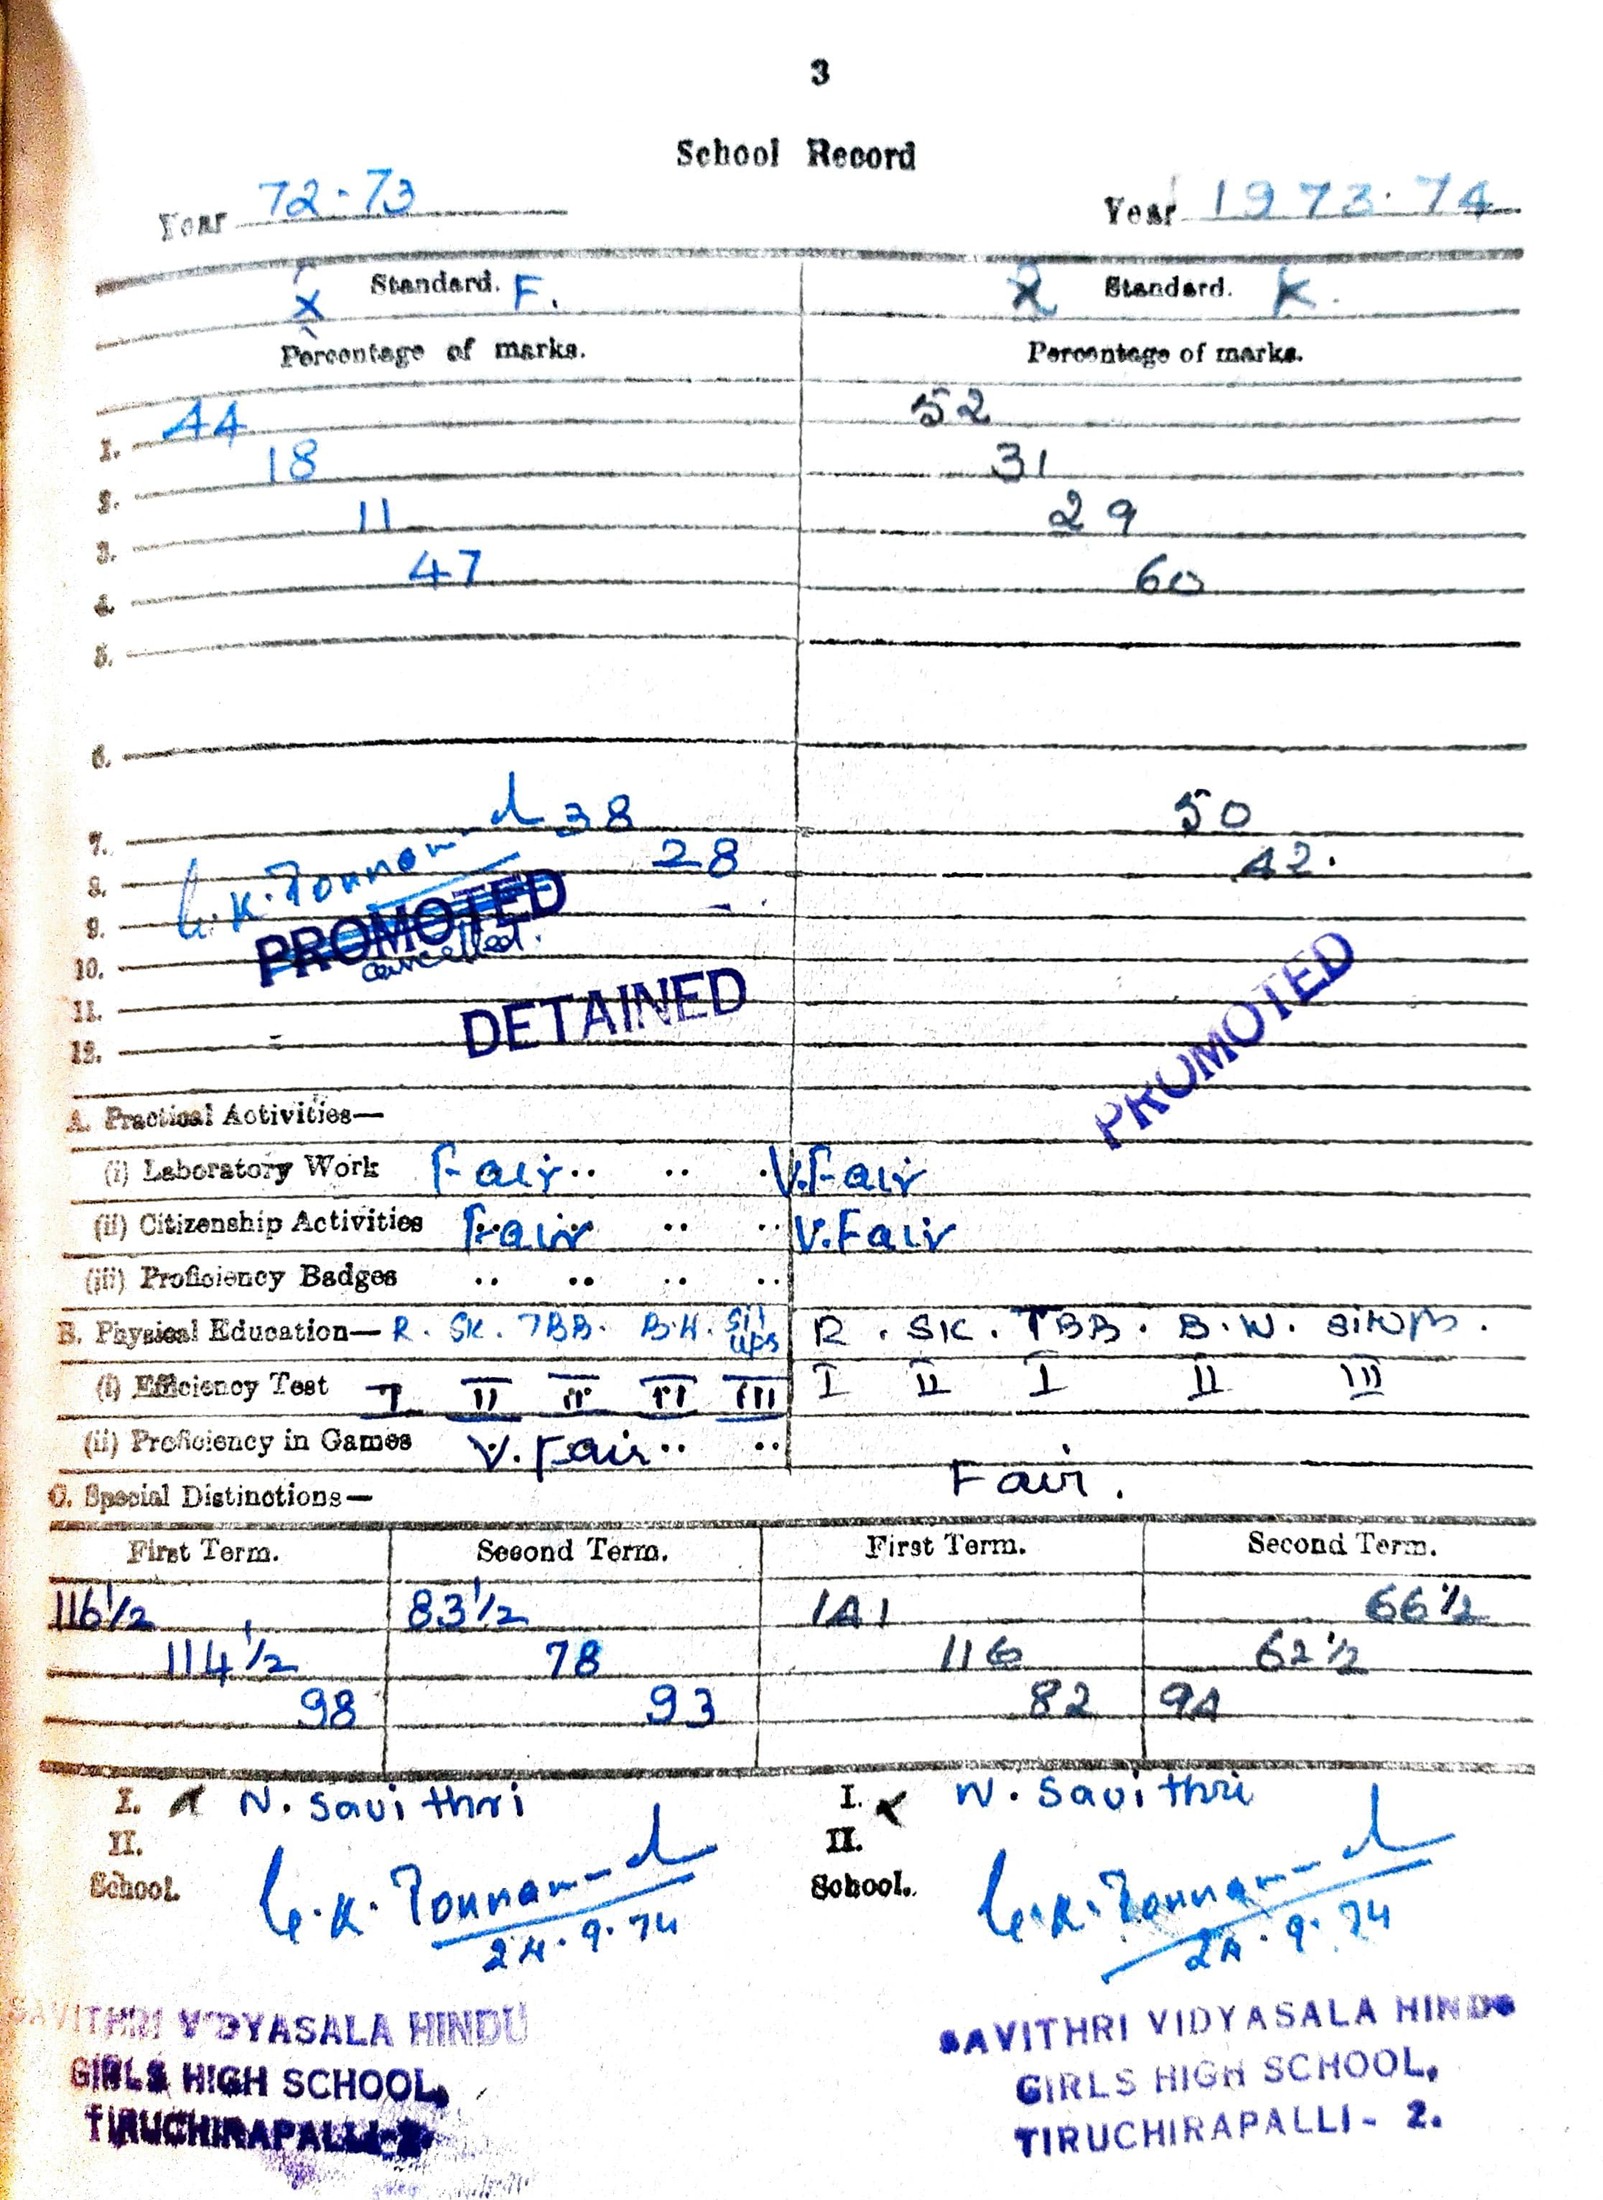 3
School Record
Year 72-73 Year 1973-74
X Standard. F. X Standard. K.
Percentage of marks. Percentage of marks.
1. 44 52
2. 18 31
3. 11 29
4. 47 60
5.
6.
7. 38 50
8. 28 42.
9.
PROMOTED
10. cancelled.
11. DETAINED PROMOTED
12.
A. Practical Activities—
(i) Laboratory Work Fair .. .. V.Fair
(ii) Citizenship Activities Fair .. .. V.Fair
(iii) Proficiency Badges .. .. .. ..
B. Physical Education— R. SK. TBB. B.H. Sit ups R. SK. TBB. B.W. situps.
(i) Efficiency Test I II II II III I II I II III
(ii) Proficiency in Games V. Fair .. .. Fair.
C. Special Distinctions—
First Term. Second Term. First Term. Second Term.
116½ 83½ 141 66½
114½ 78 116 62½
98 93 82 94
I. N. Savithri I. N. Savithri
II. II.
School. School.
24.9.74 24.9.74
SAVITHRI VIDYASALA HINDU SAVITHRI VIDYASALA HINDU
GIRLS HIGH SCHOOL, GIRLS HIGH SCHOOL,
TIRUCHIRAPALLI-2. TIRUCHIRAPALLI-2.